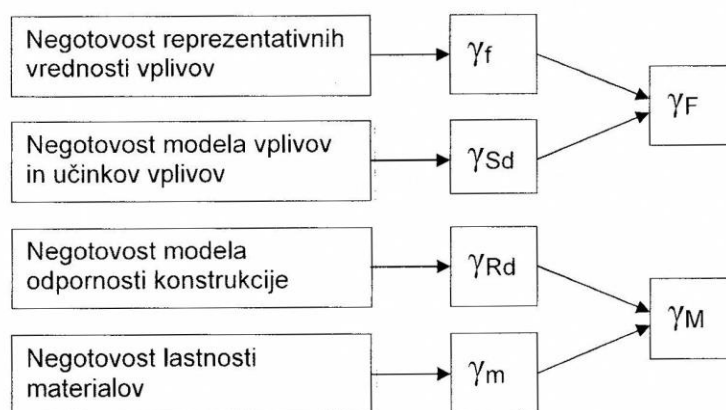 Negotovost reprezentativnih
vrednosti vplivov
γf
Negotovost modela vplivov
in učinkov vplivov
γSd
γF
Negotovost modela
odpornosti konstrukcije
γRd
Negotovost lastnosti
materialov
γm
γM